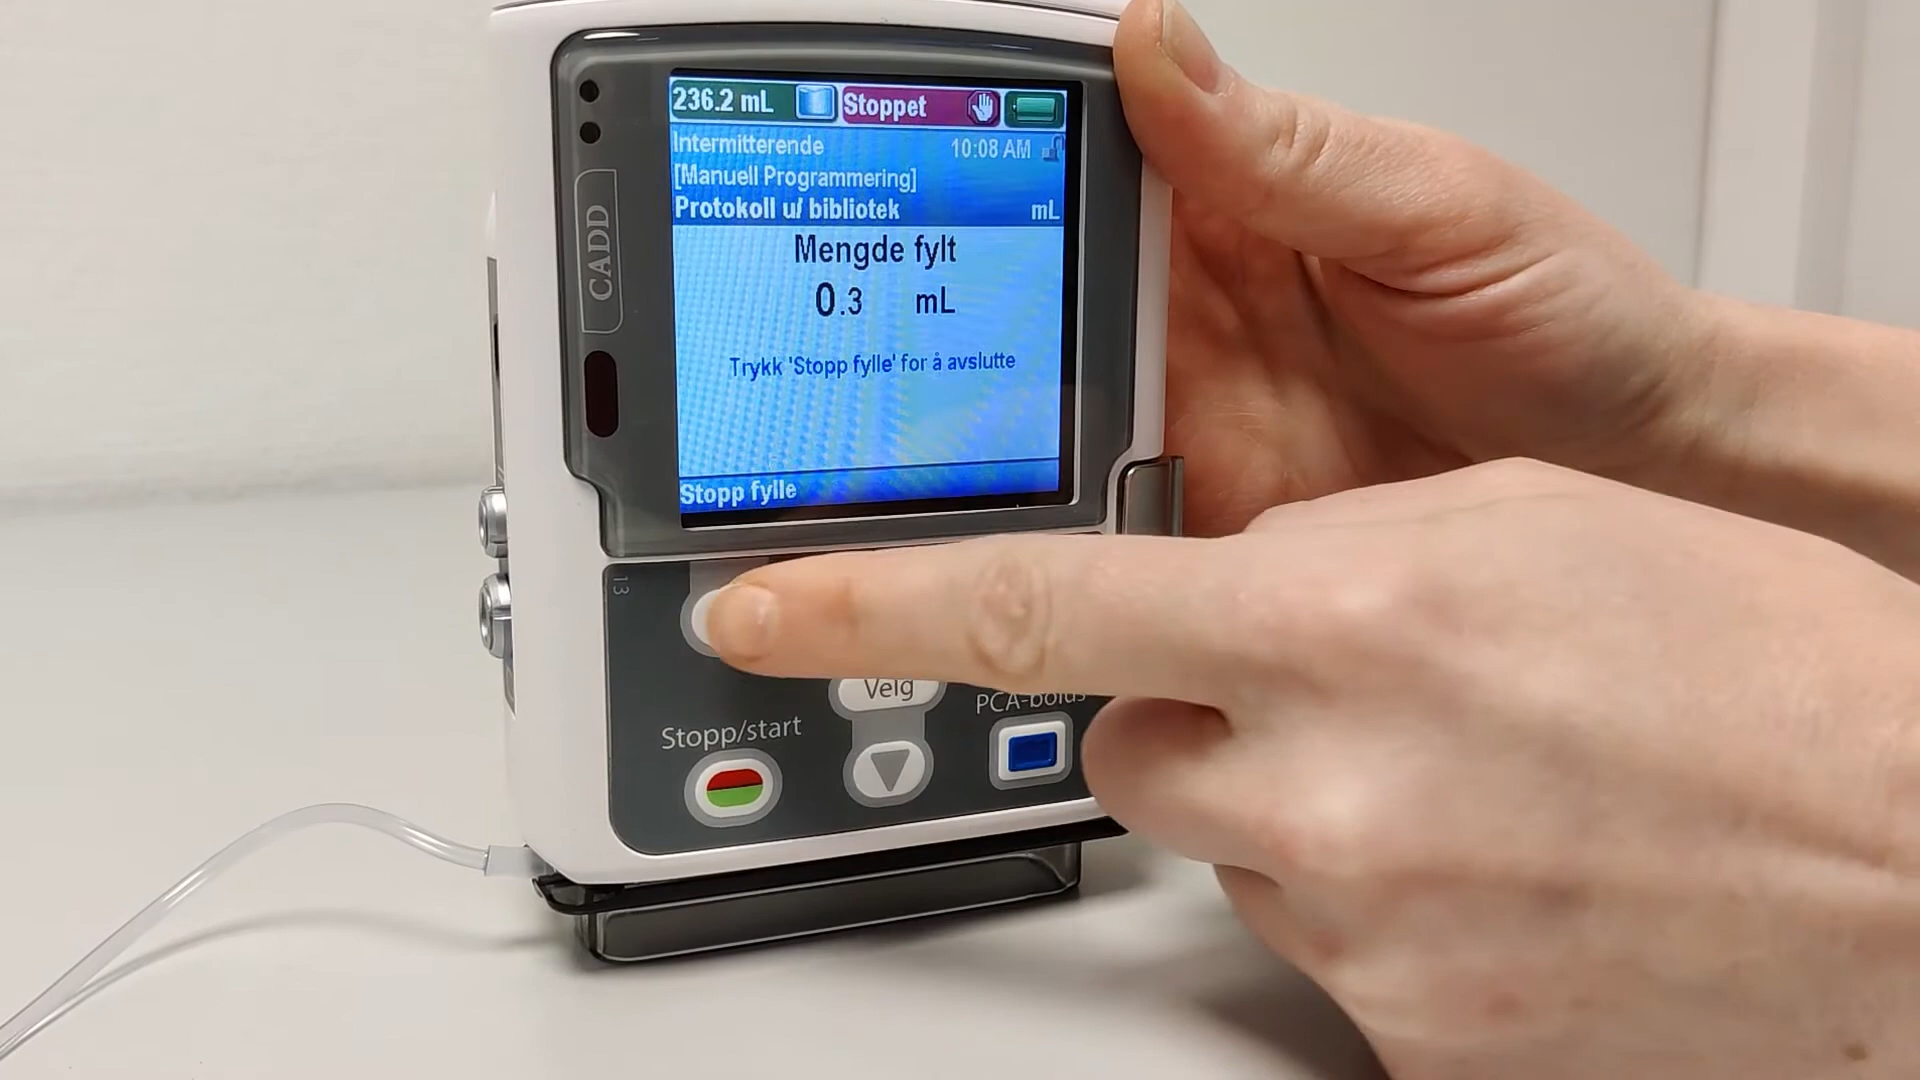 236.2 mL Stoppet
Intermitterende 10:08 AM
[Manuell Programmering]
Protokoll u/ bibliotek mL
Mengde fylt
0.3 mL
Trykk 'Stopp fylle' for å avslutte
Stopp fylle
CADD
13
Velg
PCA-bolus
Stopp/start